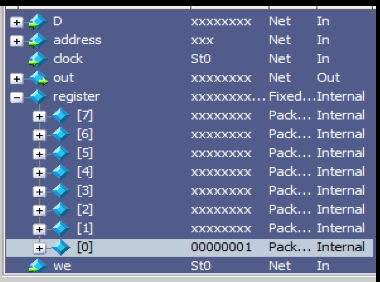 D xxxxxxxx Net In
address xxx Net In
clock St0 Net In
out xxxxxxxx Net Out
register xxxxxxxx... Fixed... Internal
[7] xxxxxxxx Pack... Internal
[6] xxxxxxxx Pack... Internal
[5] xxxxxxxx Pack... Internal
[4] xxxxxxxx Pack... Internal
[3] xxxxxxxx Pack... Internal
[2] xxxxxxxx Pack... Internal
[1] xxxxxxxx Pack... Internal
[0] 00000001 Pack... Internal
we St0 Net In